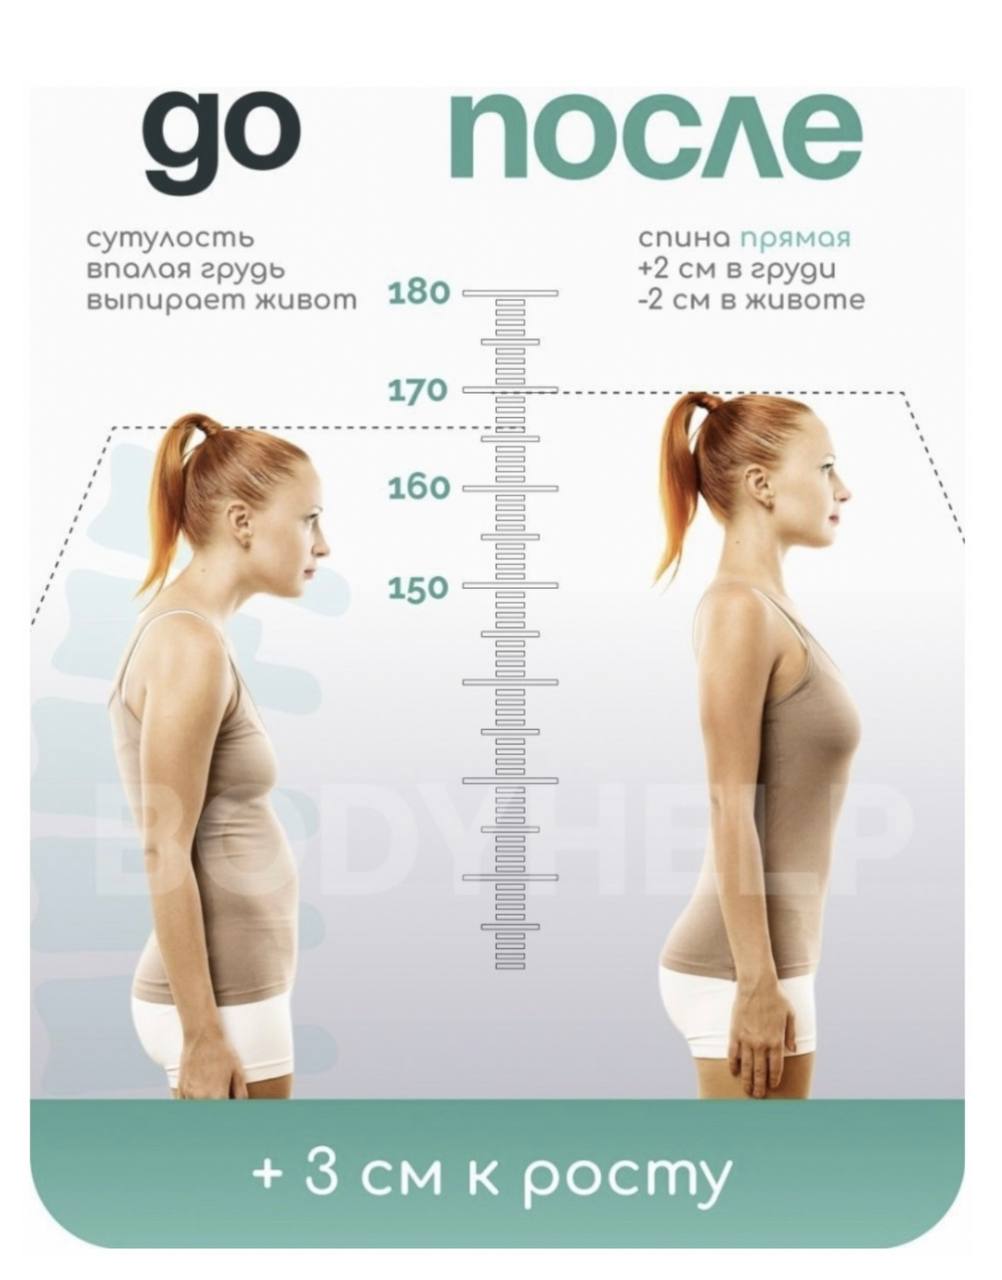 до
после
сутулость
впалая грудь
выпирает живот
спина прямая
+2 см в груди
-2 см в животе
180
170
160
150
BODYHELP
+ 3 см к росту